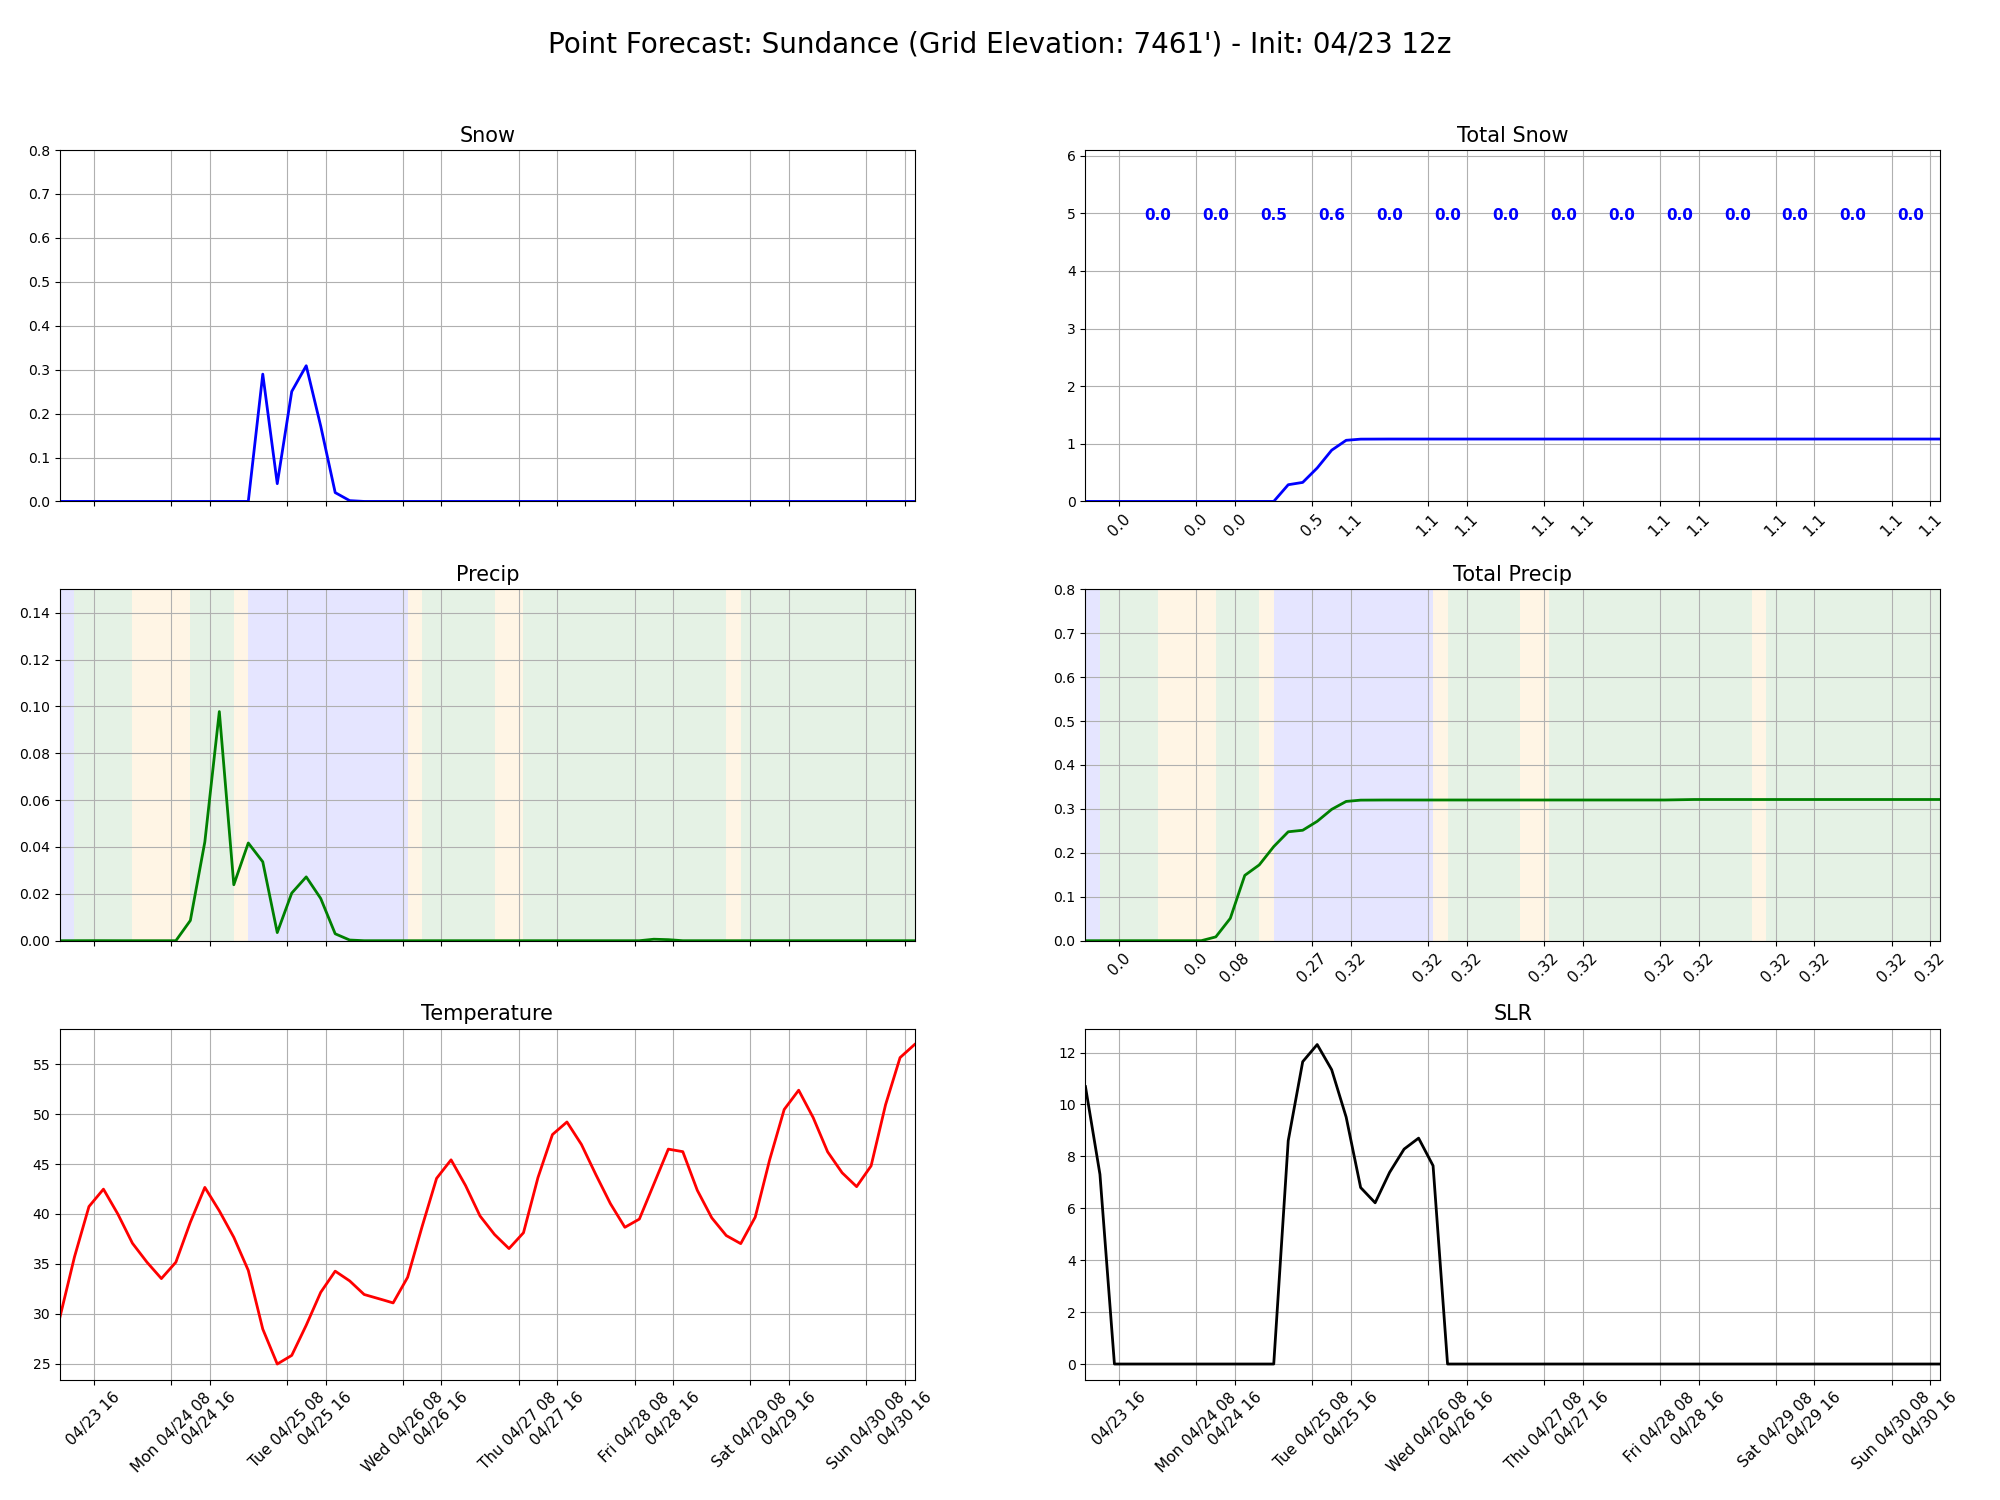 Point Forecast: Sundance (Grid Elevation: 7461') - Init: 04/23 12z
Snow
0.8
0.7
0.6
0.5
0.4
0.3
0.2
0.1
0.0
Total Snow
6
5
4
3
2
1
0
0.0 0.0 0.5 0.6 0.0 0.0 0.0 0.0 0.0 0.0 0.0 0.0 0.0 0.0
0.0 0.0 0.0 0.5 1.1 1.1 1.1 1.1 1.1 1.1 1.1 1.1 1.1 1.1 1.1
Precip
0.14
0.12
0.10
0.08
0.06
0.04
0.02
0.00
Total Precip
0.8
0.7
0.6
0.5
0.4
0.3
0.2
0.1
0.0
0.0 0.0 0.08 0.27 0.32 0.32 0.32 0.32 0.32 0.32 0.32 0.32 0.32 0.32 0.32
Temperature
55
50
45
40
35
30
25
04/23 16
Mon 04/24 08
04/24 16
Tue 04/25 08
04/25 16
Wed 04/26 08
04/26 16
Thu 04/27 08
04/27 16
Fri 04/28 08
04/28 16
Sat 04/29 08
04/29 16
Sun 04/30 08
04/30 16
SLR
12
10
8
6
4
2
0
04/23 16
Mon 04/24 08
04/24 16
Tue 04/25 08
04/25 16
Wed 04/26 08
04/26 16
Thu 04/27 08
04/27 16
Fri 04/28 08
04/28 16
Sat 04/29 08
04/29 16
Sun 04/30 08
04/30 16